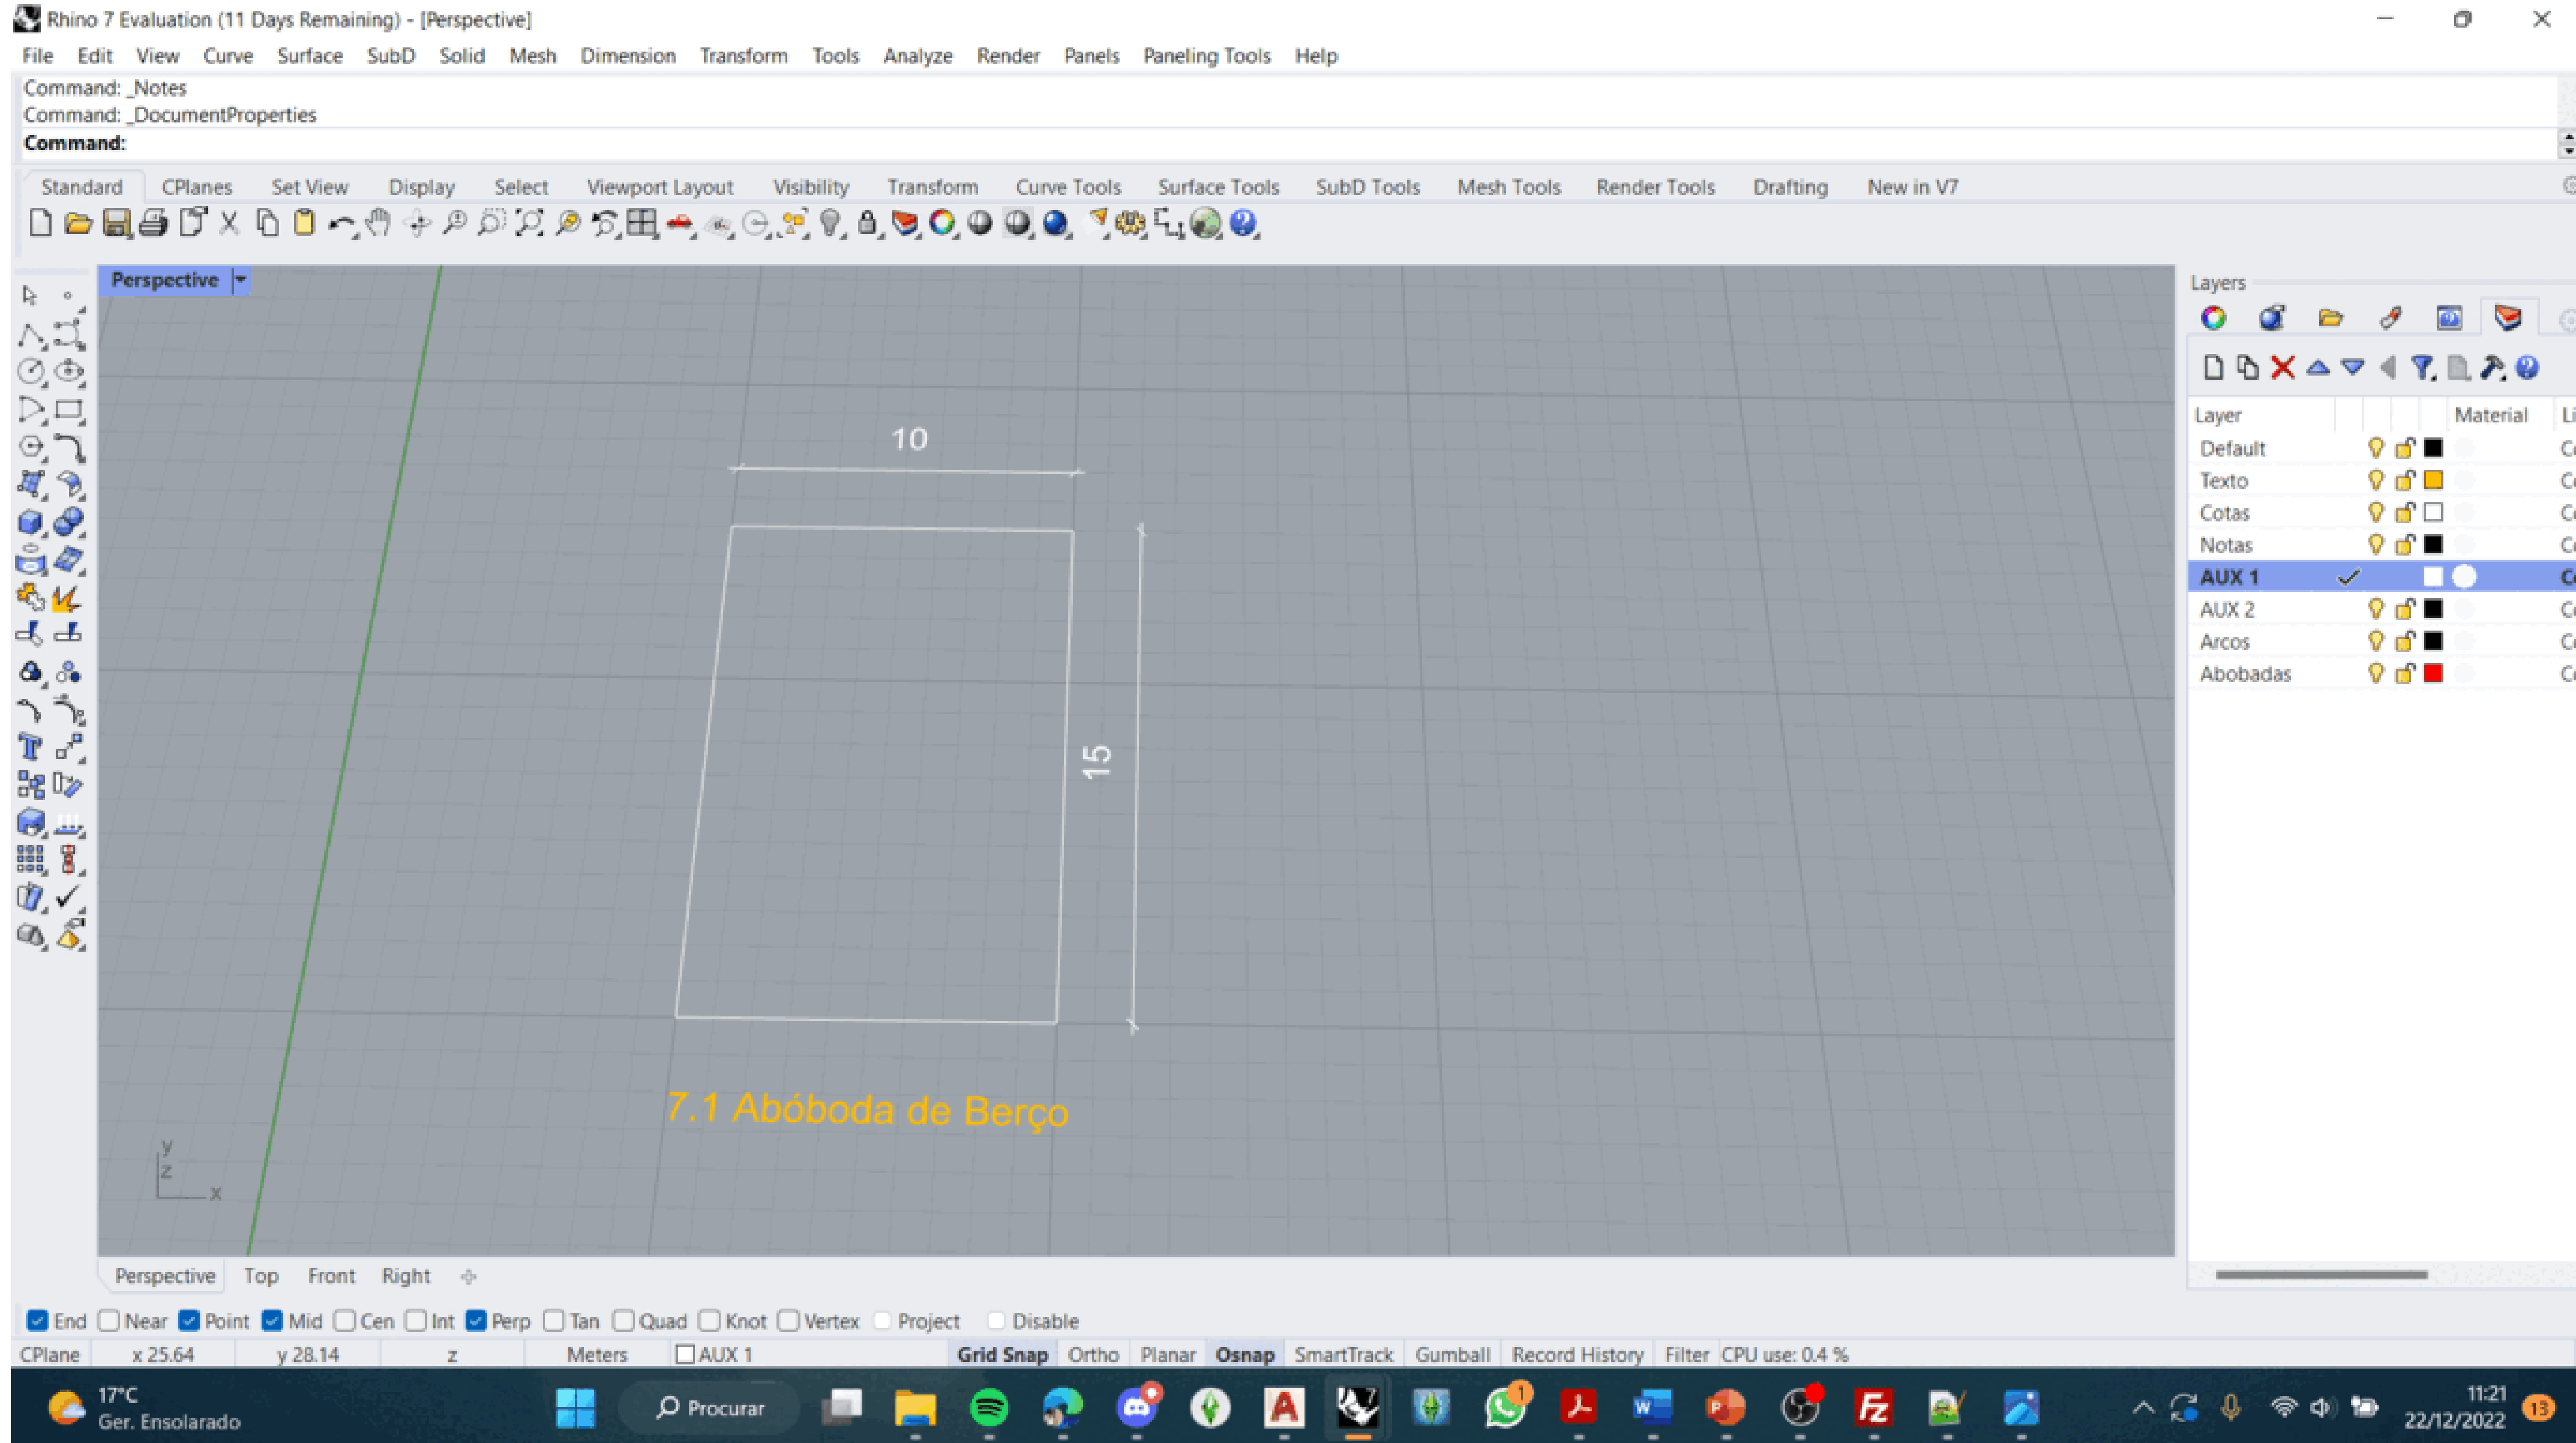 Rhino 7 Evaluation (11 Days Remaining) - [Perspective]
File Edit View Curve Surface SubD Solid Mesh Dimension Transform Tools Analyze Render Panels Paneling Tools Help
Command: _Notes
Command: _DocumentProperties
Command:
Standard CPlanes Set View Display Select Viewport Layout Visibility Transform Curve Tools Surface Tools SubD Tools Mesh Tools Render Tools Drafting New in V7
Perspective
10
15
7.1 Abóboda de Berço
y
z
x
Layers
Layer Material
Default
Texto
Cotas
Notas
AUX 1
AUX 2
Arcos
Abobadas
Perspective Top Front Right
End Near Point Mid Cen Int Perp Tan Quad Knot Vertex Project Disable
CPlane x 25.64 y 28.14 z Meters AUX 1 Grid Snap Ortho Planar Osnap SmartTrack Gumball Record History Filter CPU use: 0.4 %
17°C
Ger. Ensolarado
Procurar
1
11:21
22/12/2022
13